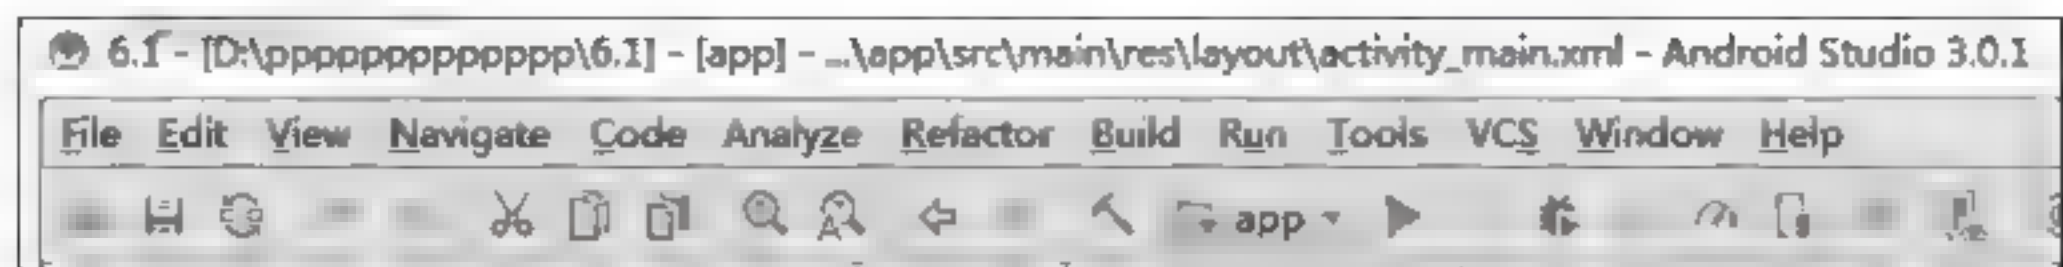 6.1 - [D:\pppppppppppppp\6.1] - [app] - ...\app\src\main\res\layout\activity_main.xml - Android Studio 3.0.1
File Edit View Navigate Code Analyze Refactor Build Run Tools VCS Window Help
app